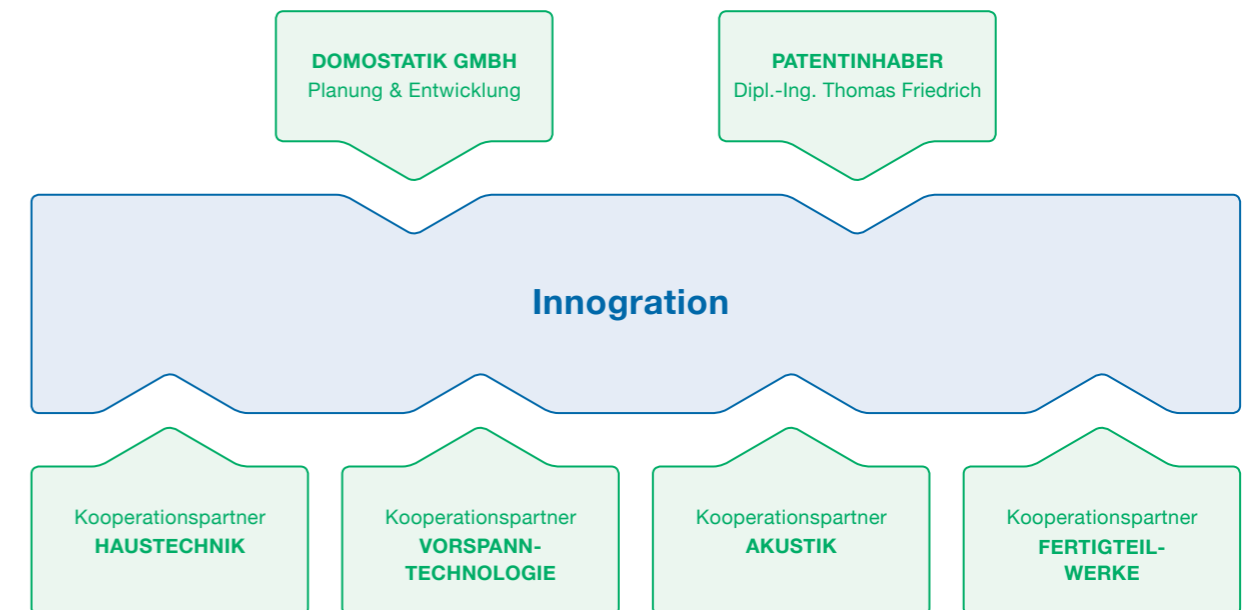 DOMOSTATIK GMBH
Planung & Entwicklung
PATENTINHABER
Dipl.-Ing. Thomas Friedrich
Innogration
Kooperationspartner
HAUSTECHNIK
Kooperationspartner
VORSPANN-
TECHNOLOGIE
Kooperationspartner
AKUSTIK
Kooperationspartner
FERTIGTEIL-
WERKE